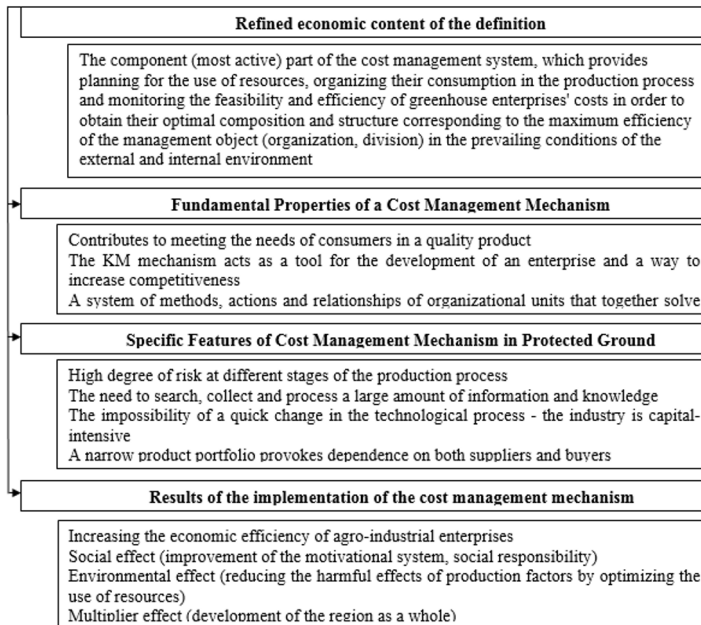 Refined economic content of the definition
The component (most active) part of the cost management system, which provides
planning for the use of resources, organizing their consumption in the production process
and monitoring the feasibility and efficiency of greenhouse enterprises' costs in order to
obtain their optimal composition and structure corresponding to the maximum efficiency
of the management object (organization, division) in the prevailing conditions of the
external and internal environment
Fundamental Properties of a Cost Management Mechanism
Contributes to meeting the needs of consumers in a quality product
The KM mechanism acts as a tool for the development of an enterprise and a way to
increase competitiveness
A system of methods, actions and relationships of organizational units that together solve
Specific Features of Cost Management Mechanism in Protected Ground
High degree of risk at different stages of the production process
The need to search, collect and process a large amount of information and knowledge
The impossibility of a quick change in the technological process - the industry is capital-
intensive
A narrow product portfolio provokes dependence on both suppliers and buyers
Results of the implementation of the cost management mechanism
Increasing the economic efficiency of agro-industrial enterprises
Social effect (improvement of the motivational system, social responsibility)
Environmental effect (reducing the harmful effects of production factors by optimizing the
use of resources)
Multiplier effect (development of the region as a whole)